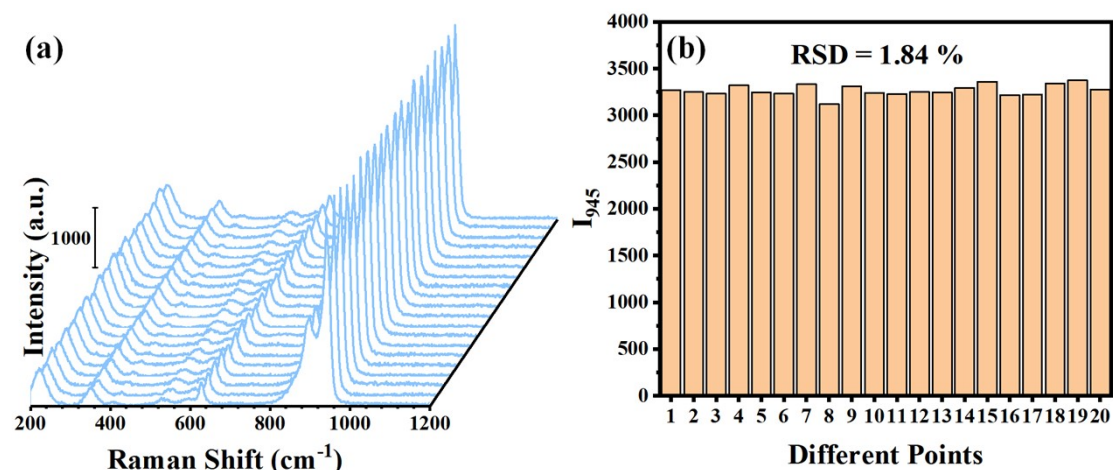 (a)
Intensity (a.u.)
1000
200 400 600 800 1000 1200
Raman Shift (cm⁻¹)
(b)
RSD = 1.84 %
I₉₄₅
4000
3500
3000
2500
2000
1500
1000
500
0
1 2 3 4 5 6 7 8 9 10 11 12 13 14 15 16 17 18 19 20
Different Points